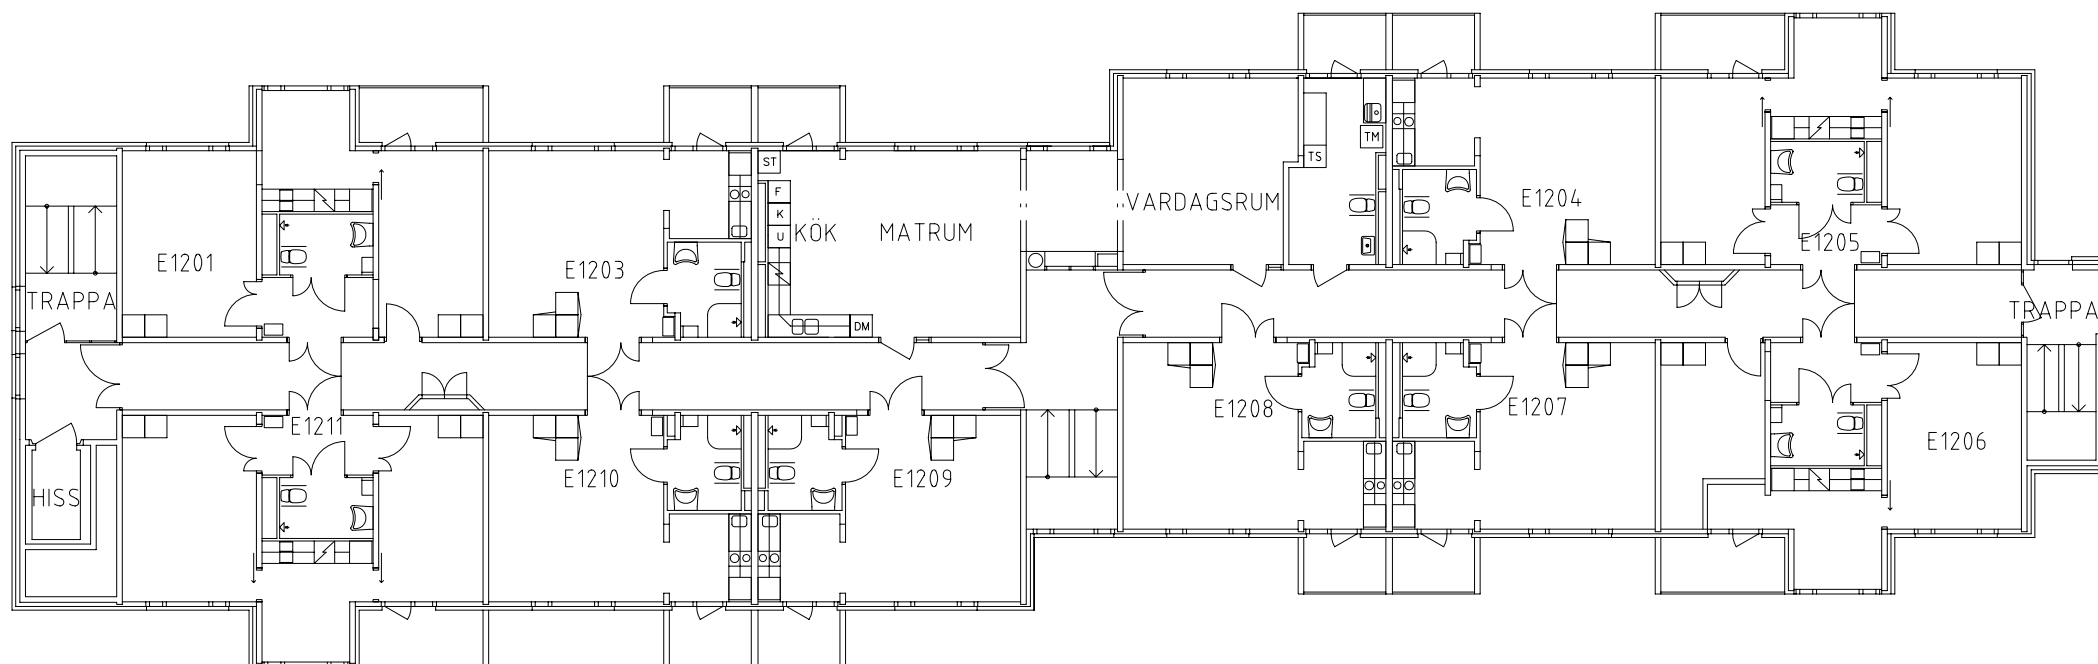 TM
TS
ST
F
K
U
VARDAGSRUM
E1204
KÖK
MATRUM
E1205
E1201
E1203
TRAPPA
TRAPPA
DM
E1211
E1208
E1207
E1206
E1210
E1209
HISS